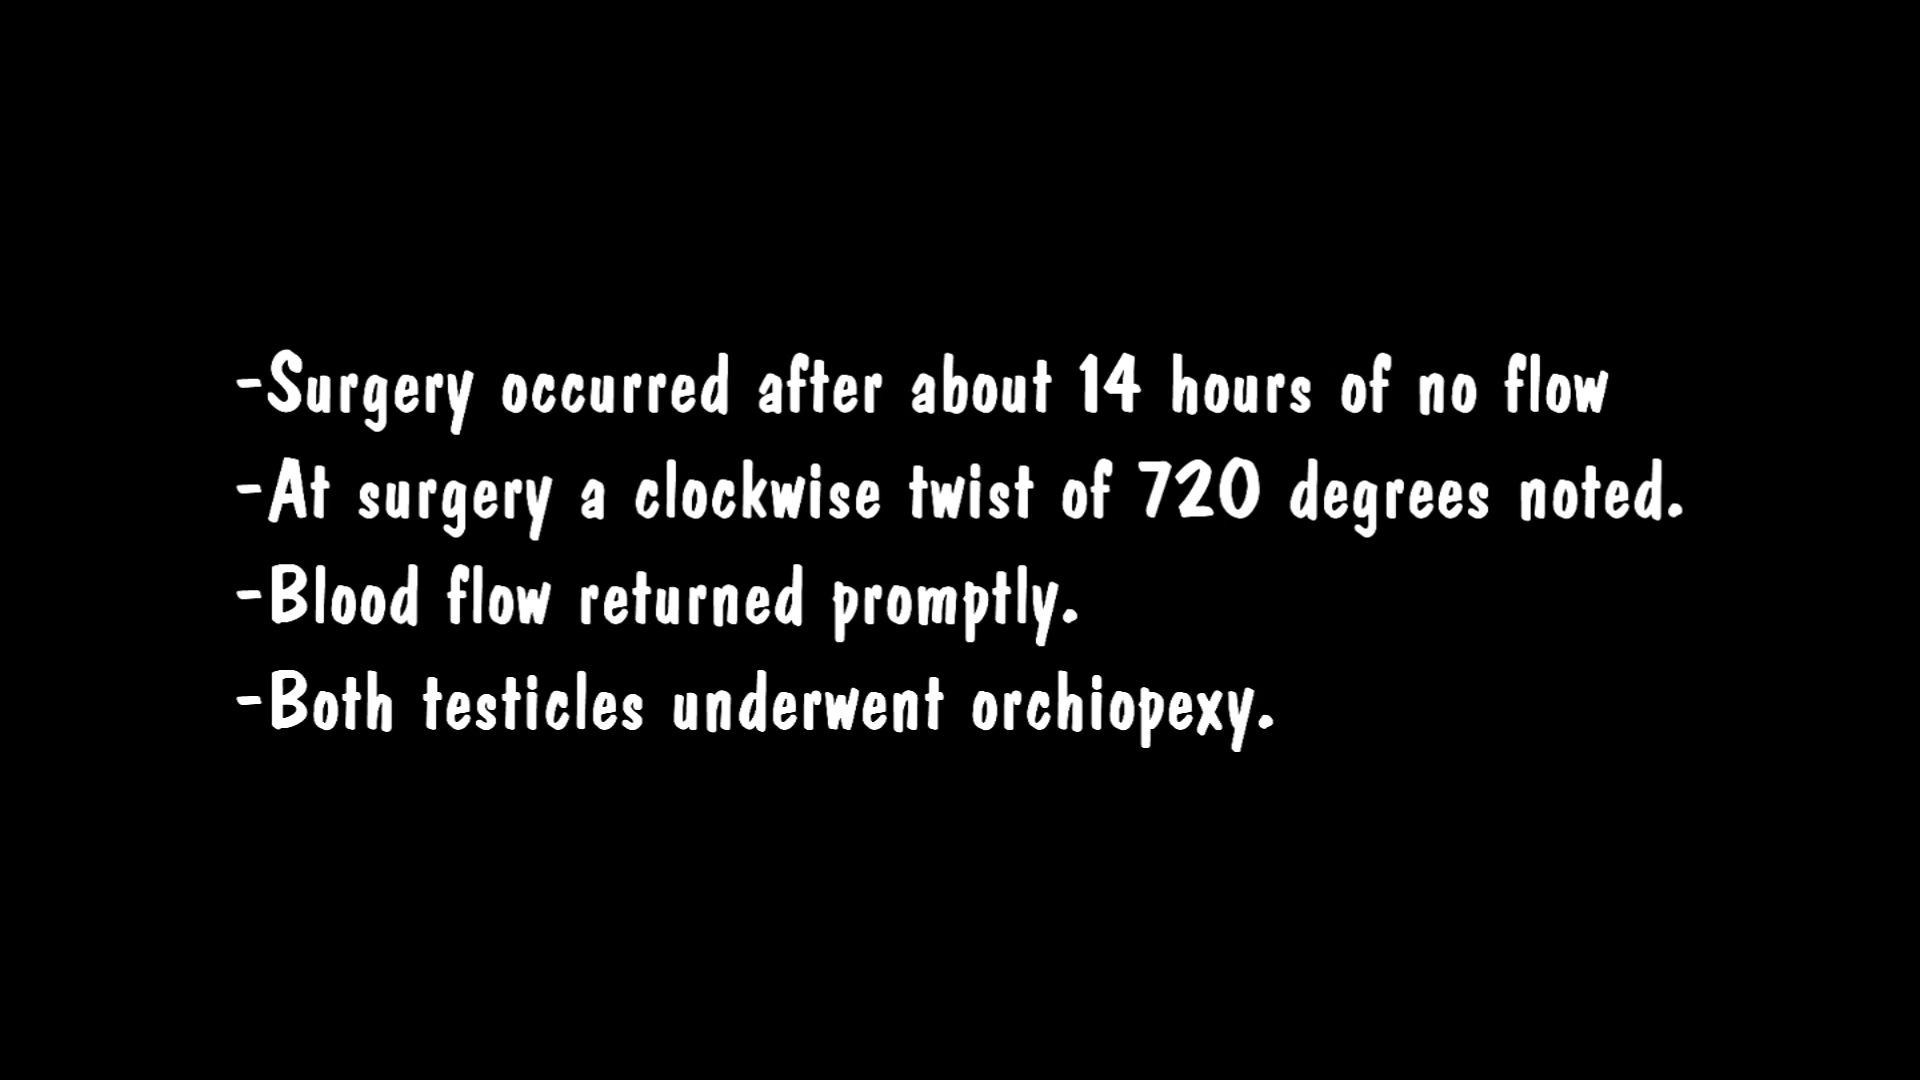 -Surgery occurred after about 14 hours of no flow
-At surgery a clockwise twist of 720 degrees noted.
-Blood flow returned promptly.
-Both testicles underwent orchiopexy.